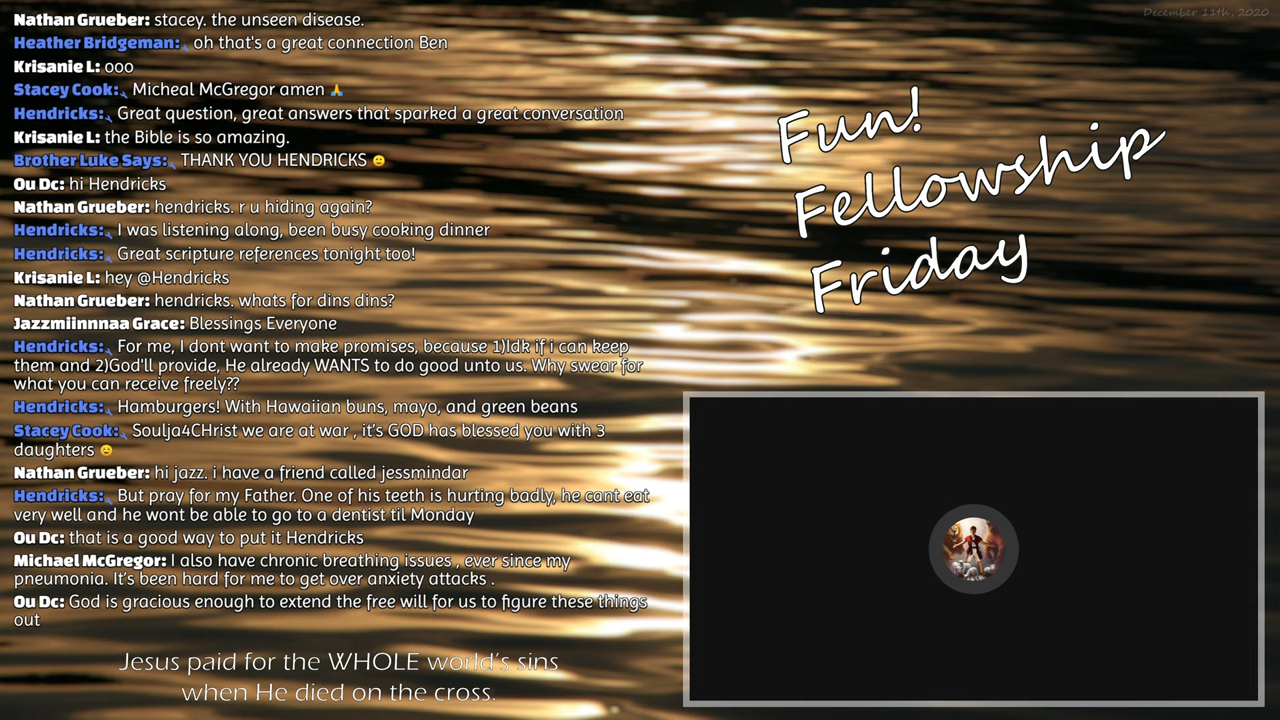 Nathan Grueber: stacey. the unseen disease.
Heather Bridgeman: oh that's a great connection Ben
Krisanie L: ooo
Stacey Cook: Micheal McGregor amen 🙏
Hendricks: Great question, great answers that sparked a great conversation
Krisanie L: the Bible is so amazing.
Brother Luke Says: THANK YOU HENDRICKS 🙂
Ou Dc: hi Hendricks
Nathan Grueber: hendricks. r u hiding again?
Hendricks: I was listening along, been busy cooking dinner
Hendricks: Great scripture references tonight too!
Krisanie L: hey @Hendricks
Nathan Grueber: hendricks. whats for dins dins?
Jazzmiinnnaa Grace: Blessings Everyone
Hendricks: For me, I dont want to make promises, because 1)Idk if i can keep
them and 2)God'll provide, He already WANTS to do good unto us. Why swear for
what you can receive freely??
Hendricks: Hamburgers! With Hawaiian buns, mayo, and green beans
Stacey Cook: Soulja4CHrist we are at war , it's GOD has blessed you with 3
daughters 😊
Nathan Grueber: hi jazz. i have a friend called jessmindar
Hendricks: But pray for my Father. One of his teeth is hurting badly, he cant eat
very well and he wont be able to go to a dentist til Monday
Ou Dc: that is a good way to put it Hendricks
Michael McGregor: I also have chronic breathing issues , ever since my
pneumonia. It's been hard for me to get over anxiety attacks .
Ou Dc: God is gracious enough to extend the free will for us to figure these things
out
Jesus paid for the WHOLE world's sins
when He died on the cross.
December 11th, 2020
Fun!
Fellowship
Friday